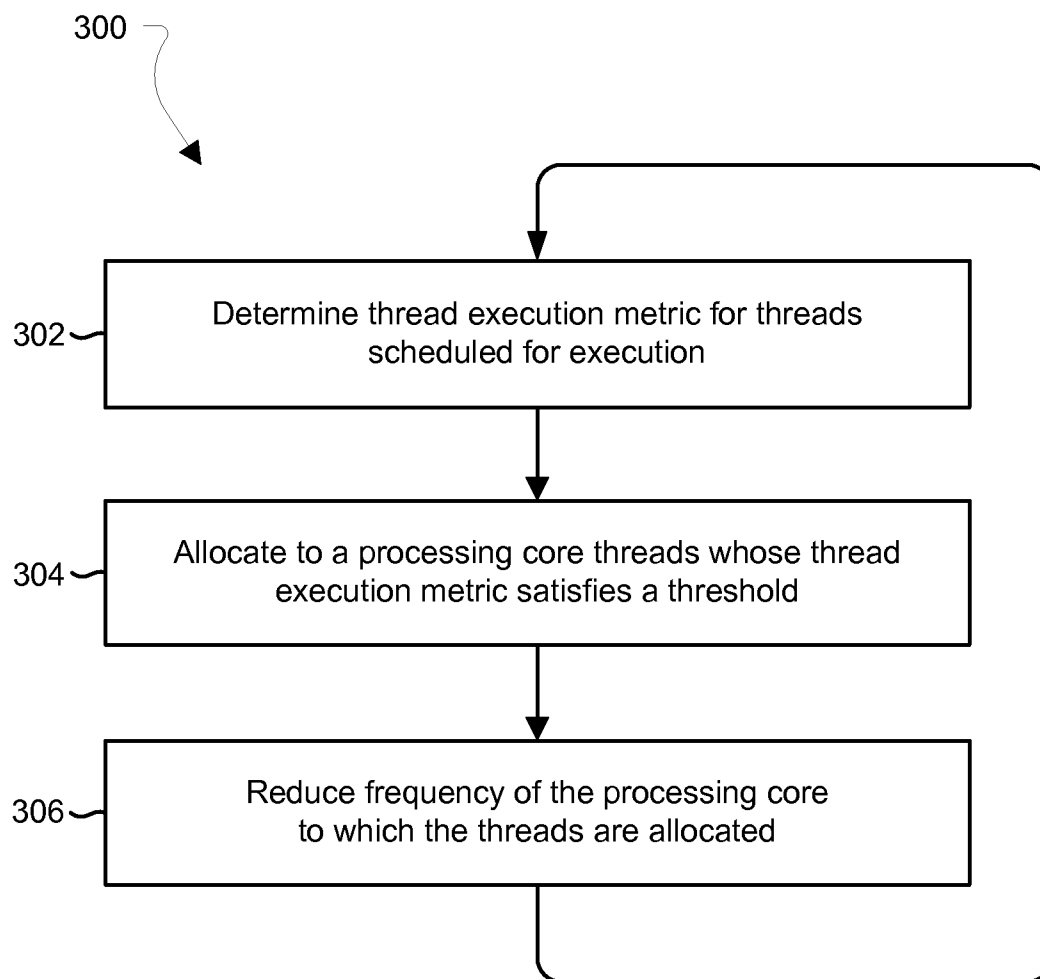 300
302
Determine thread execution metric for threads
scheduled for execution
304
Allocate to a processing core threads whose thread
execution metric satisfies a threshold
306
Reduce frequency of the processing core
to which the threads are allocated